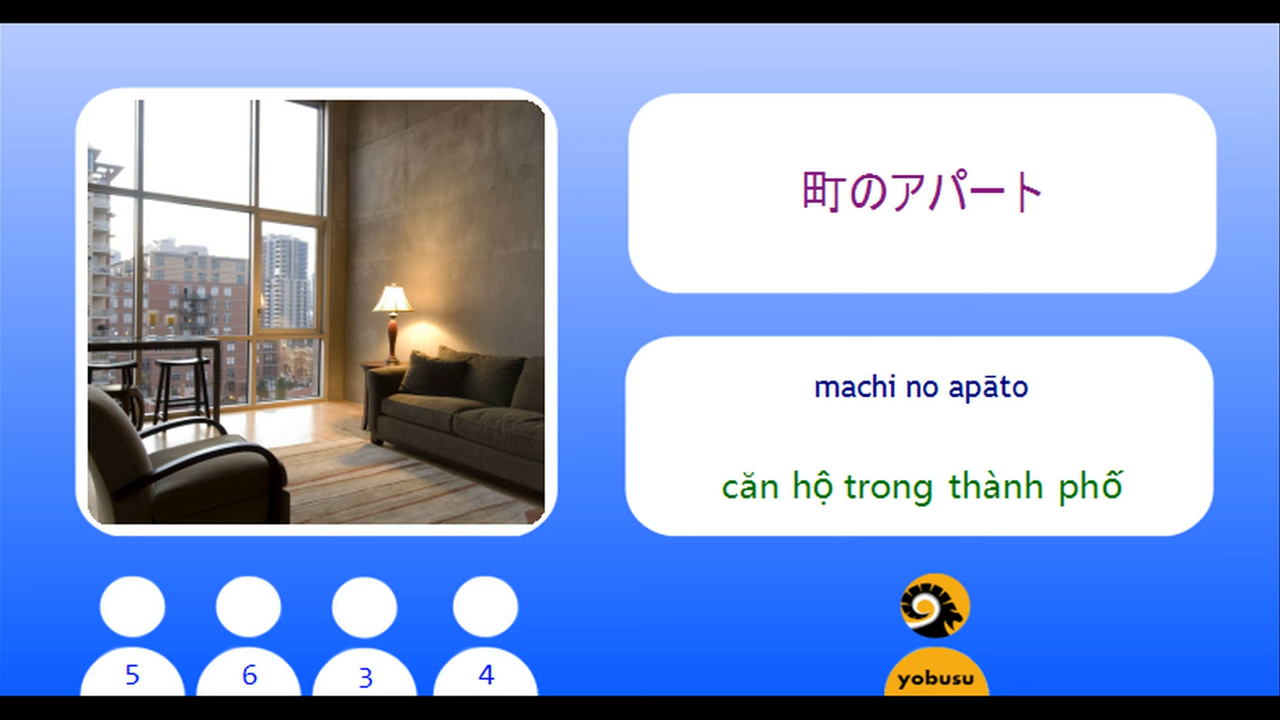 町のアパート
machi no apāto
căn hộ trong thành phố
5
6
3
4
yobusu